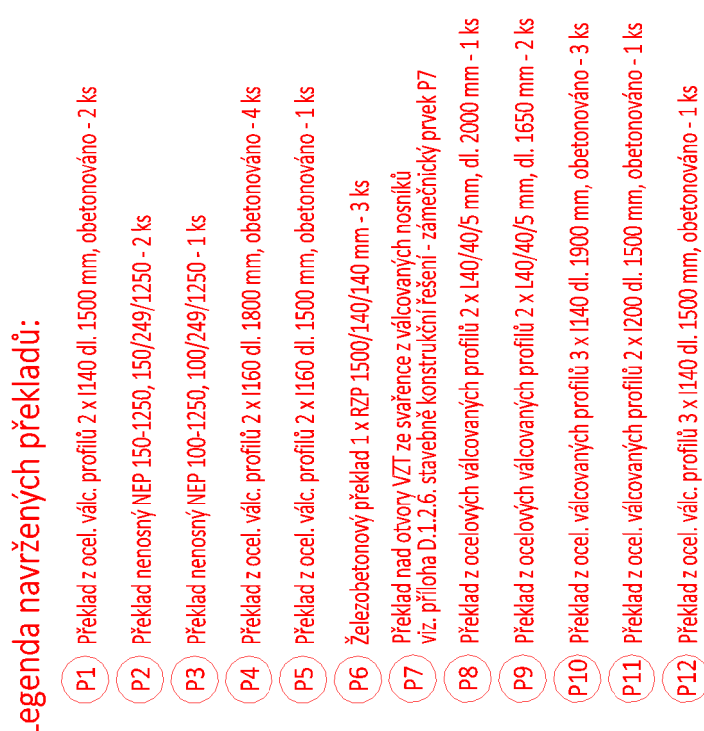 Legenda navržených překladů:
P1 Překlad z ocel. válc. profilů 2 x I140 dl. 1500 mm, obetonováno - 2 ks
P2 Překlad nenosný NEP 150-1250, 150/249/1250 - 2 ks
P3 Překlad nenosný NEP 100-1250, 100/249/1250 - 1 ks
P4 Překlad z ocel. válc. profilů 2 x I160 dl. 1800 mm, obetonováno - 4 ks
P5 Překlad z ocel. válc. profilů 2 x I160 dl. 1500 mm, obetonováno - 1 ks
P6 Železobetonový překlad 1 x RZP 1500/140/140 mm - 3 ks
P7 Překlad nad otvory VZT ze svařence z válcovaných nosníků
viz. příloha D.1.2.6. stavebně konstrukční řešení - zámečnický prvek P7
P8 Překlad z ocelových válcovaných profilů 2 x L40/40/5 mm, dl. 2000 mm - 1 ks
P9 Překlad z ocelových válcovaných profilů 2 x L40/40/5 mm, dl. 1650 mm - 2 ks
P10 Překlad z ocel. válcovaných profilů 3 x I140 dl. 1900 mm, obetonováno - 3 ks
P11 Překlad z ocel. válcovaných profilů 2 x I200 dl. 1500 mm, obetonováno - 1 ks
P12 Překlad z ocel. válc. profilů 3 x I140 dl. 1500 mm, obetonováno - 1 ks